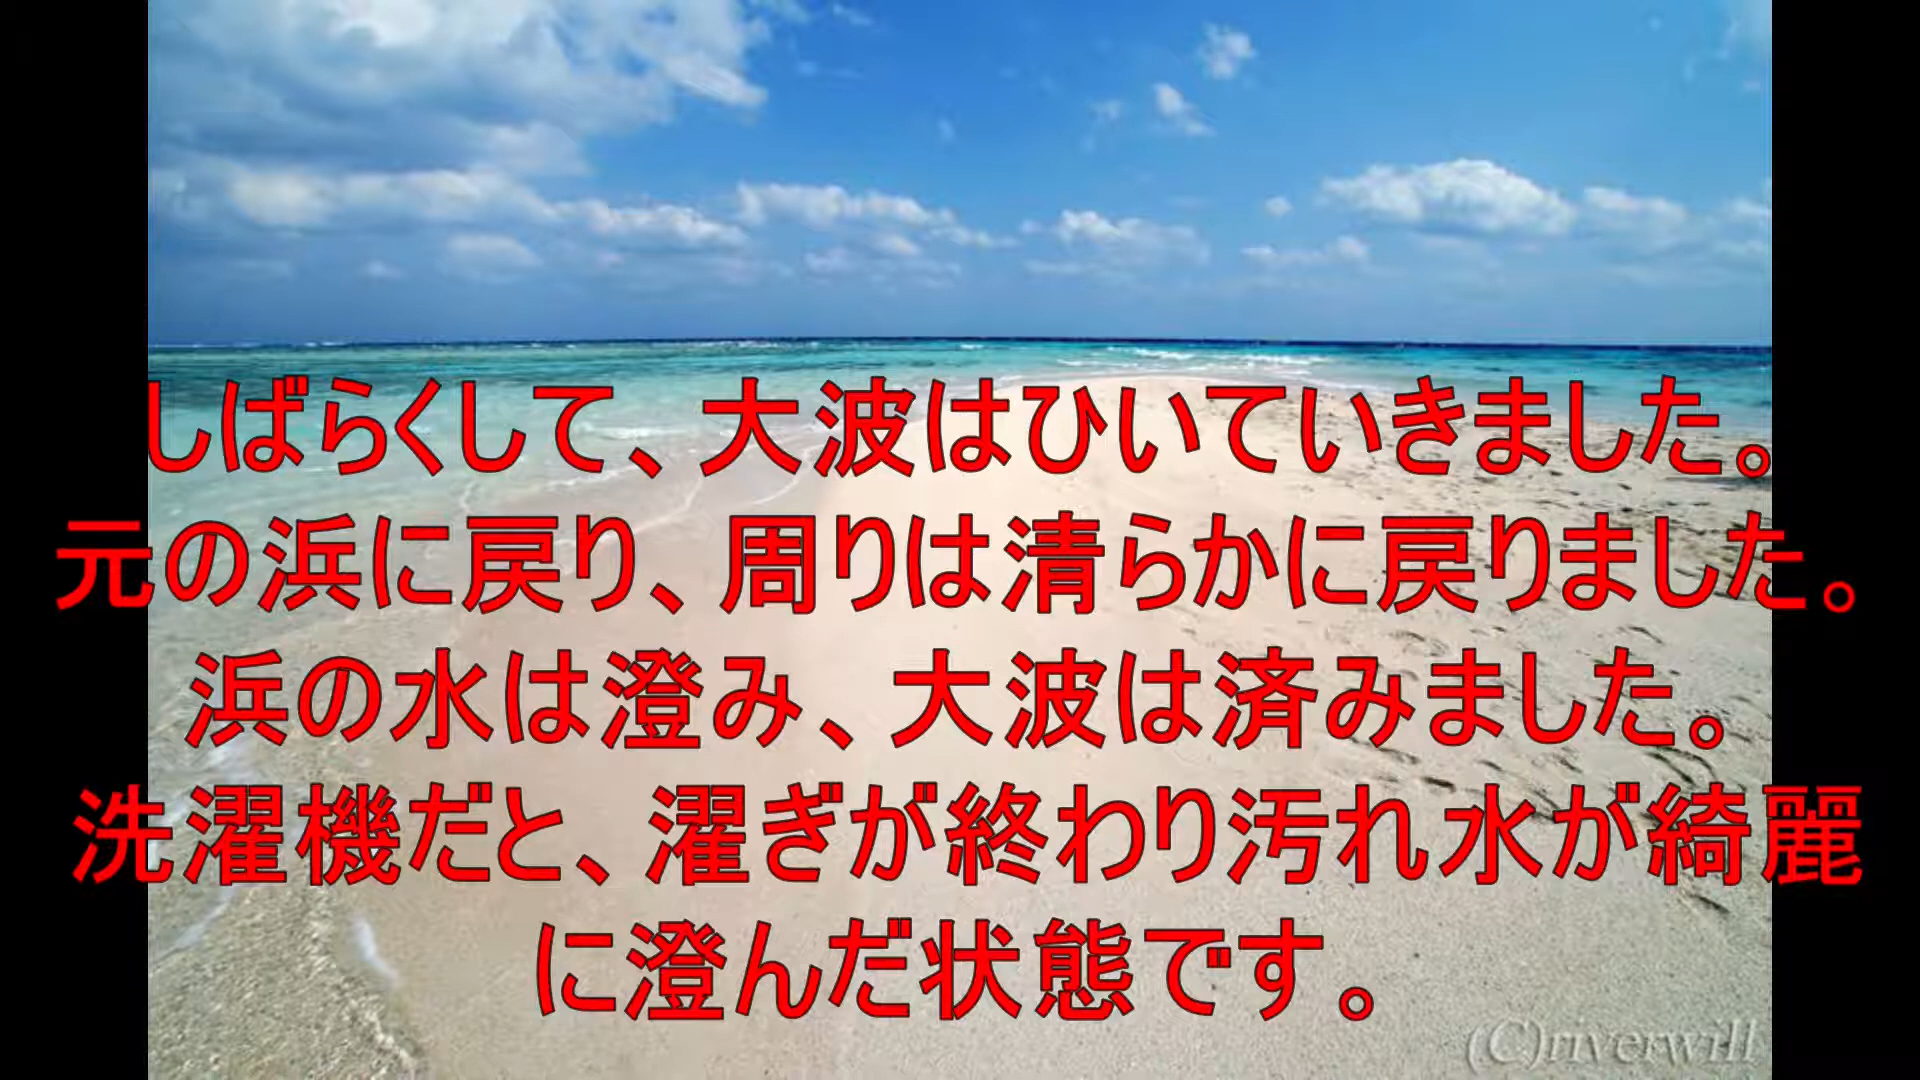 しばらくして、大波はひいていきました。
元の浜に戻り、周りは清らかに戻りました。
浜の水は澄み、大波は済みました。
洗濯機だと、濯ぎが終わり汚れ水が綺麗
に澄んだ状態です。
(C)riverwill